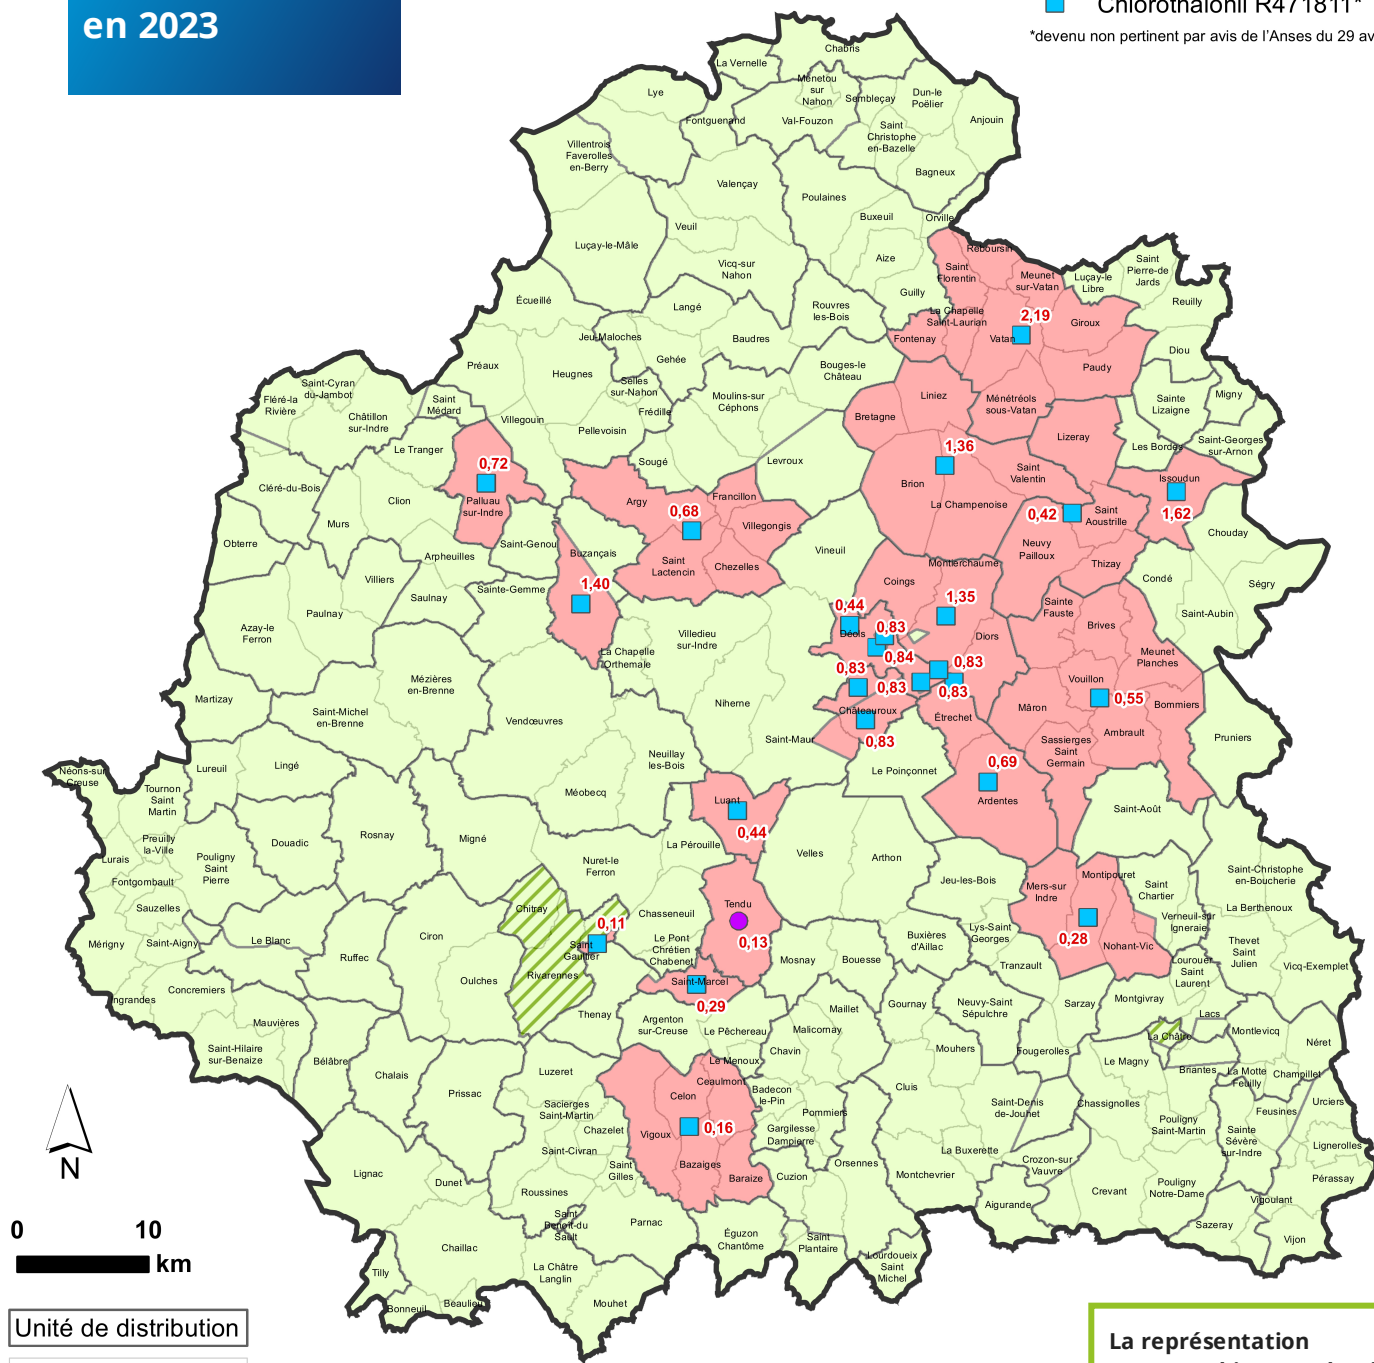 en 2023
Chlorothalonil R471811*
*devenu non pertinent par avis de l'Anses du 29 av
Chabris
La Vernelle
Menetou
sur
Nahon
Lye
Sembleçay
Dun-le
Poëlier
Fontguenand
Val-Fouzon
Anjouin
Saint
Christophe
en-Bazelle
Villentrois
Faverolles
en-Berry
Bagneux
Valençay
Poulaines
Buxeuil
Orville
Veuil
Luçay-le-Mâle
Reboursin
Aize
Vicq-sur
Nahon
Saint
Florentin
Meunet
sur-Vatan
Luçay-le
Libre
Saint
Pierre-de
Jards
Guilly
Reuilly
Écueillé
Langé
Rouvres
les-Bois
La Chapelle
Saint-Laurian
2,19
Giroux
Jeu-Maloches
Baudres
Fontenay
Vatan
Diou
Gehée
Préaux
Heugnes
Bouges-le
Château
Paudy
Saint-Cyran
du-Jambot
Selles
sur-Nahon
Fléré-la
Rivière
Saint
Médard
Moulins-sur
Céphons
Liniez
Ménétréols
sous-Vatan
Sainte
Lizaigne
Migny
Châtillon
sur-Indre
Villegouin
Frédille
Bretagne
Pellevoisin
Lizeray
Les Bordes
Saint-Georges
sur-Arnon
Le Tranger
1,36
0,72
Sougé
Levroux
Saint
Valentin
Issoudun
Cléré-du-Bois
Clion
Palluau
sur-Indre
Argy
Francillon
Brion
La Champenoise
0,68
0,42
Saint
Aoustrille
1,62
Murs
Villegongis
Chouday
Obterre
Saint-Genou
Buzançais
Vineuil
Neuvy
Pailloux
Arpheuilles
Saint
Lactencin
Chezelles
Montierchaume
Thizay
Villiers
Sainte-Gemme
1,40
Coings
Condé
Ségry
Saulnay
0,44
1,35
Sainte
Fauste
Saint-Aubin
Paulnay
Azay-le
Ferron
Villedieu
sur-Indre
Déols
0,83
Diors
Brives
La Chapelle
Orthemale
0,84
Meunet
Planches
0,83
0,83
Mézières
en-Brenne
0,83
0,83
Vouillon
Martizay
Niherne
0,55
Bommiers
Saint-Michel
en-Brenne
Vendœuvres
Châteauroux
Étrechet
Mâron
Saint-Maur
0,83
Sassierges
Saint
Germain
Ambrault
Pruniers
Néons-sur
Creuse
Lureuil
Lingé
Neuillay
les-Bois
Le Poinçonnet
0,69
Ardentes
Tournon
Saint
Martin
Méobecq
Luant
Saint-Août
Preuilly
la-Ville
Rosnay
Migné
0,44
Douadic
La Pérouille
Lurais
Pouligny
Saint
Pierre
Nuret-le
Ferron
Velles
Arthon
Saint-Christophe
en-Boucherie
Fontgombault
Jeu-les-Bois
Mers-sur
Indre
Montipouret
Saint
Chartier
Sauzelles
Chitray
Tendu
La Berthenoux
Chasseneuil
0,11
Verneuil-sur
Igneraie
Mérigny
Saint-Aigny
Le Blanc
Ciron
Saint
Gaultier
Le Pont
Chrétien
Chabenet
0,13
Buxières
d'Aillac
Lys-Saint
Georges
0,28
Nohant-Vic
Thevet
Saint
Julien
Ruffec
Mosnay
Bouesse
Tranzault
Lourouer
Saint
Laurent
Vicq-Exemplet
Rivarennes
Oulches
Saint-Marcel
Ingrandes
Concremiers
0,29
Gournay
Neuvy-Saint
Sépulchre
Sarzay
Montgivray
Maillet
Thenay
Argenton
sur-Creuse
Le Pêchereau
Malicornay
Lacs
Mauvières
La Châtre
Montlevicq
Néret
Saint-Hilaire
sur-Benaize
Bélâbre
Chavin
Mouhers
Fougerolles
Le Menoux
Le Magny
Briantes
La Motte
Feuilly
Champillet
Chalais
Luzeret
Ceaulmont
Badecon
le-Pin
Cluis
Prissac
Celon
Saint-Denis
de-Jouhet
Chassignolles
Urciers
Sacierges
Saint-Martin
Pommiers
Feusines
Pouligny
Saint-Martin
Chazelet
Vigoux
0,16
Gargilesse
Dampierre
Sainte
Sévère
sur-Indre
Lignerolles
Saint-Civran
La Buxerette
Saint
Gilles
Bazaiges
Orsennes
Crozon-sur
Vauvre
N
Lignac
Dunet
Baraize
Cuzion
Montchevrier
Pérassay
Roussines
Crevant
Pouligny
Notre-Dame
Vigoulant
Aigurande
Saint
Benoît-du
Sault
Parnac
Sazeray
0 10
km
Éguzon
Chantôme
Saint
Plantaire
Vijon
Chaillac
Lourdoueix
Saint
Michel
Tilly
La Châtre
Langlin
Bonneuil
Beaulieu
Mouhet
Unité de distribution
La représentation